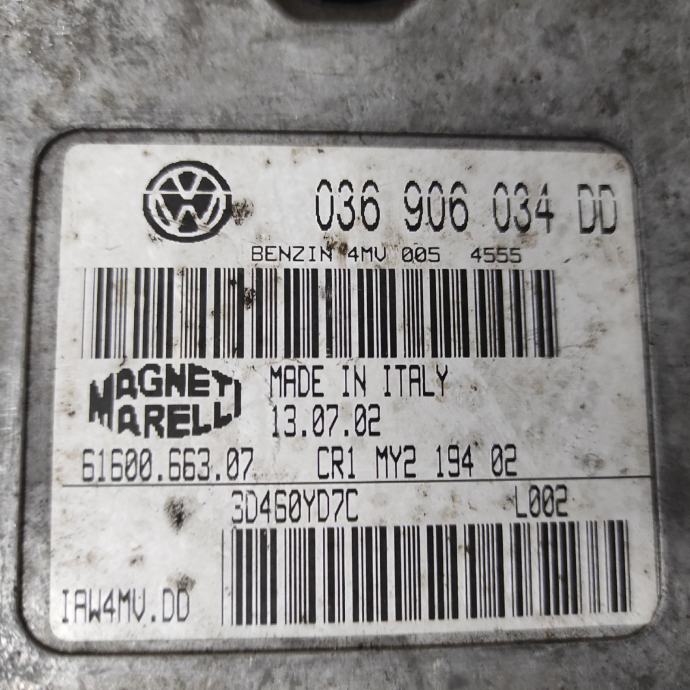 036 906 034 DD
BENZIN 4MV 005 4555
MAGNETI MARELLI
MADE IN ITALY
13.07.02
61600.663.07 CR1 MY2 194 02
3D460YD7C L002
IAW4MV.DD